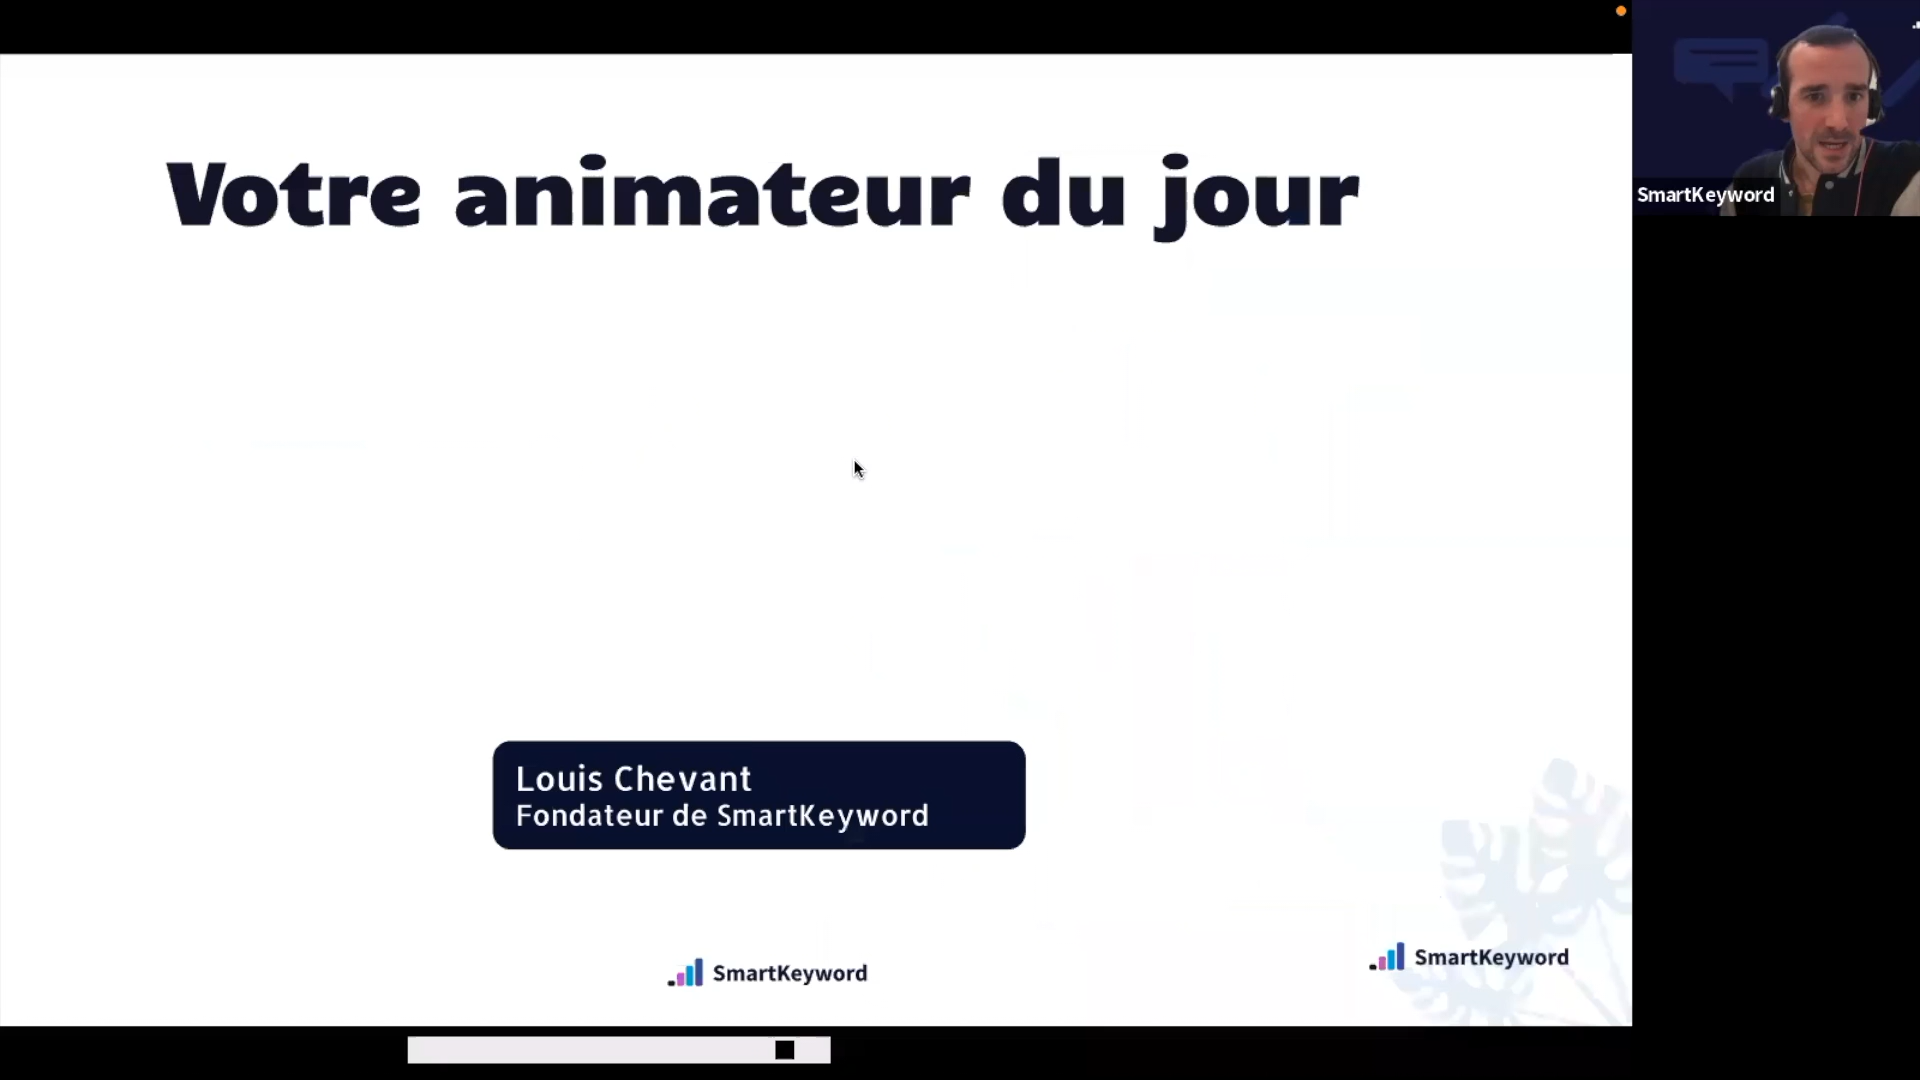 Votre animateur du jour
SmartKeyword
Louis Chevant
Fondateur de SmartKeyword
SmartKeyword
SmartKeyword